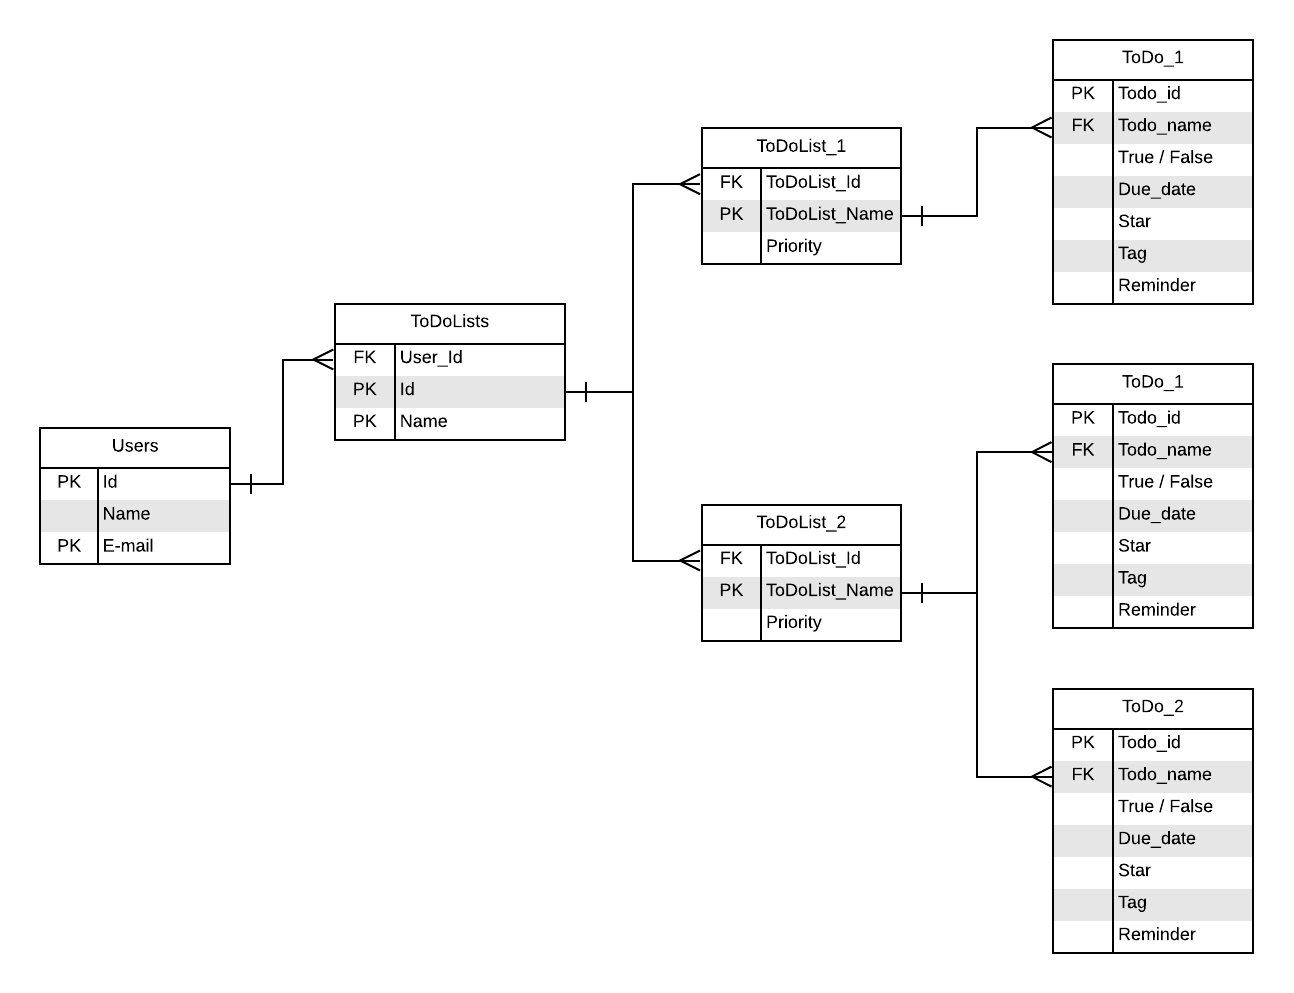 Users
PK Id
Name
PK E-mail
ToDoLists
FK User_Id
PK Id
PK Name
ToDoList_1
FK ToDoList_Id
PK ToDoList_Name
Priority
ToDoList_2
FK ToDoList_Id
PK ToDoList_Name
Priority
ToDo_1
PK Todo_id
FK Todo_name
True / False
Due_date
Star
Tag
Reminder
ToDo_1
PK Todo_id
FK Todo_name
True / False
Due_date
Star
Tag
Reminder
ToDo_2
PK Todo_id
FK Todo_name
True / False
Due_date
Star
Tag
Reminder